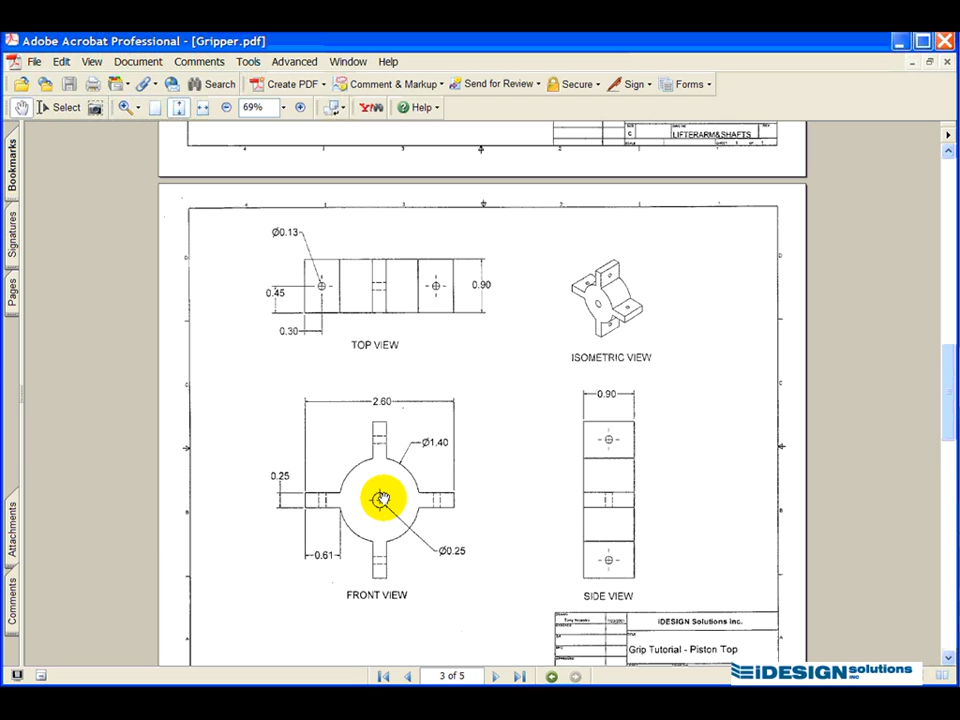 Adobe Acrobat Professional - [Gripper.pdf]
File Edit View Document Comments Tools Advanced Window Help
Search Create PDF Comment & Markup Send for Review Secure Sign Forms
Select 69% Help
Bookmarks
Signatures
Pages
Attachments
Comments
C LIFTERARM&SHAFTS
Ø0.13
0.45
0.90
0.30
TOP VIEW
ISOMETRIC VIEW
2.60
0.90
Ø1.40
0.25
0.61
Ø0.25
FRONT VIEW
SIDE VIEW
iDESIGN Solutions Inc.
Grip Tutorial - Piston Top
3 of 5
iDESIGN solutions
INC